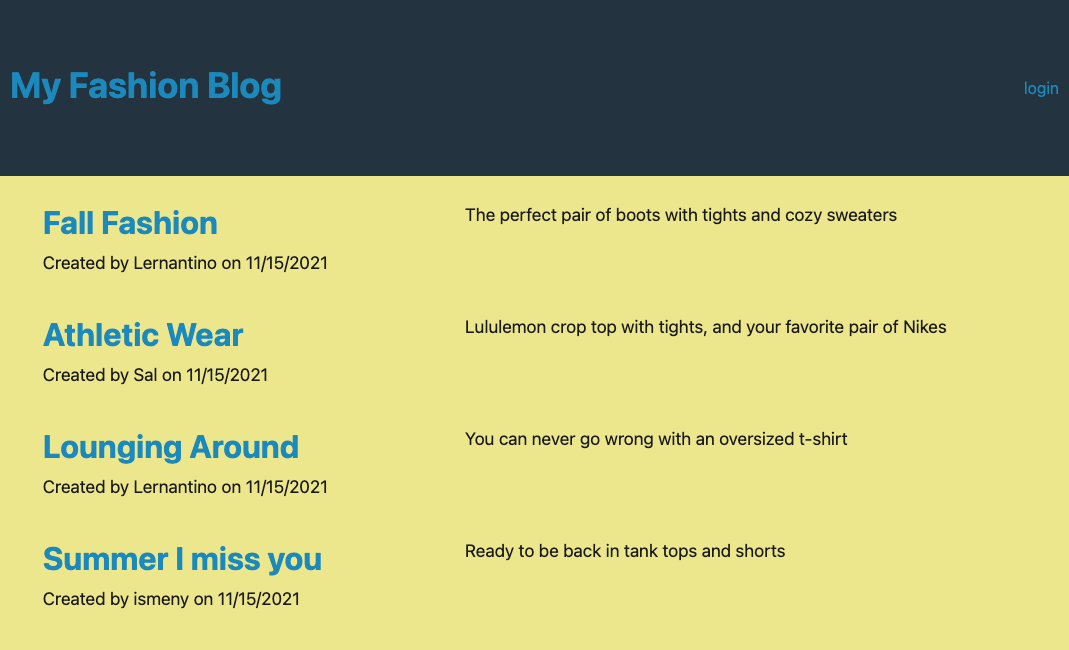 My Fashion Blog
login
Fall Fashion
The perfect pair of boots with tights and cozy sweaters
Created by Lernantino on 11/15/2021
Athletic Wear
Lululemon crop top with tights, and your favorite pair of Nikes
Created by Sal on 11/15/2021
Lounging Around
You can never go wrong with an oversized t-shirt
Created by Lernantino on 11/15/2021
Summer I miss you
Ready to be back in tank tops and shorts
Created by ismeny on 11/15/2021